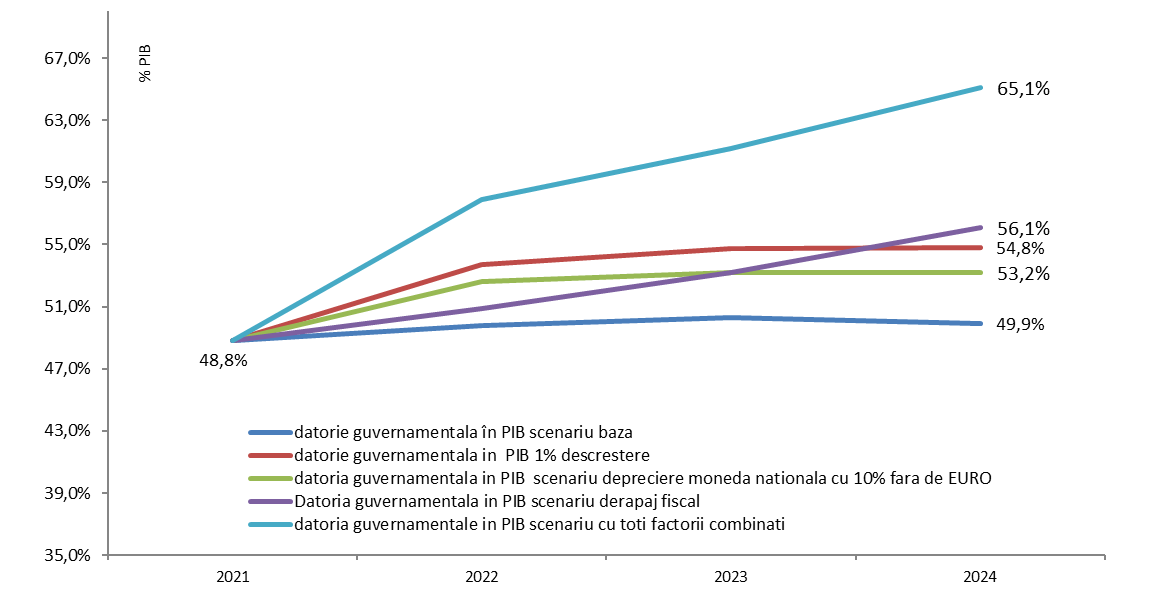 % PIB
67,0%
63,0%
59,0%
55,0%
51,0%
47,0%
43,0%
39,0%
35,0%
65,1%
56,1%
54,8%
53,2%
49,9%
48,8%
datorie guvernamentala în PIB scenariu baza
datorie guvernamentala in  PIB 1% descrestere
datoria guvernamentala in PIB  scenariu depreciere moneda nationala cu 10% fara de EURO
Datoria guvernamentala in PIB scenariu derapaj fiscal
datoria guvernamentale in PIB scenariu cu toti factorii combinati
2021 2022 2023 2024